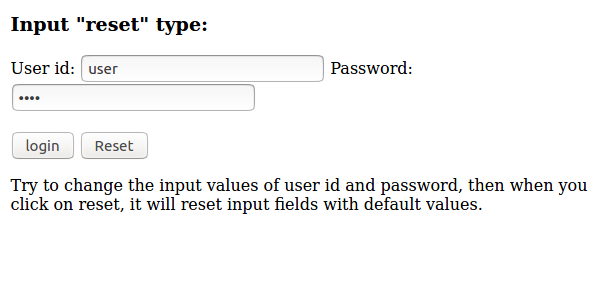 Input "reset" type:
User id: user Password:
••••
login Reset
Try to change the input values of user id and password, then when you
click on reset, it will reset input fields with default values.